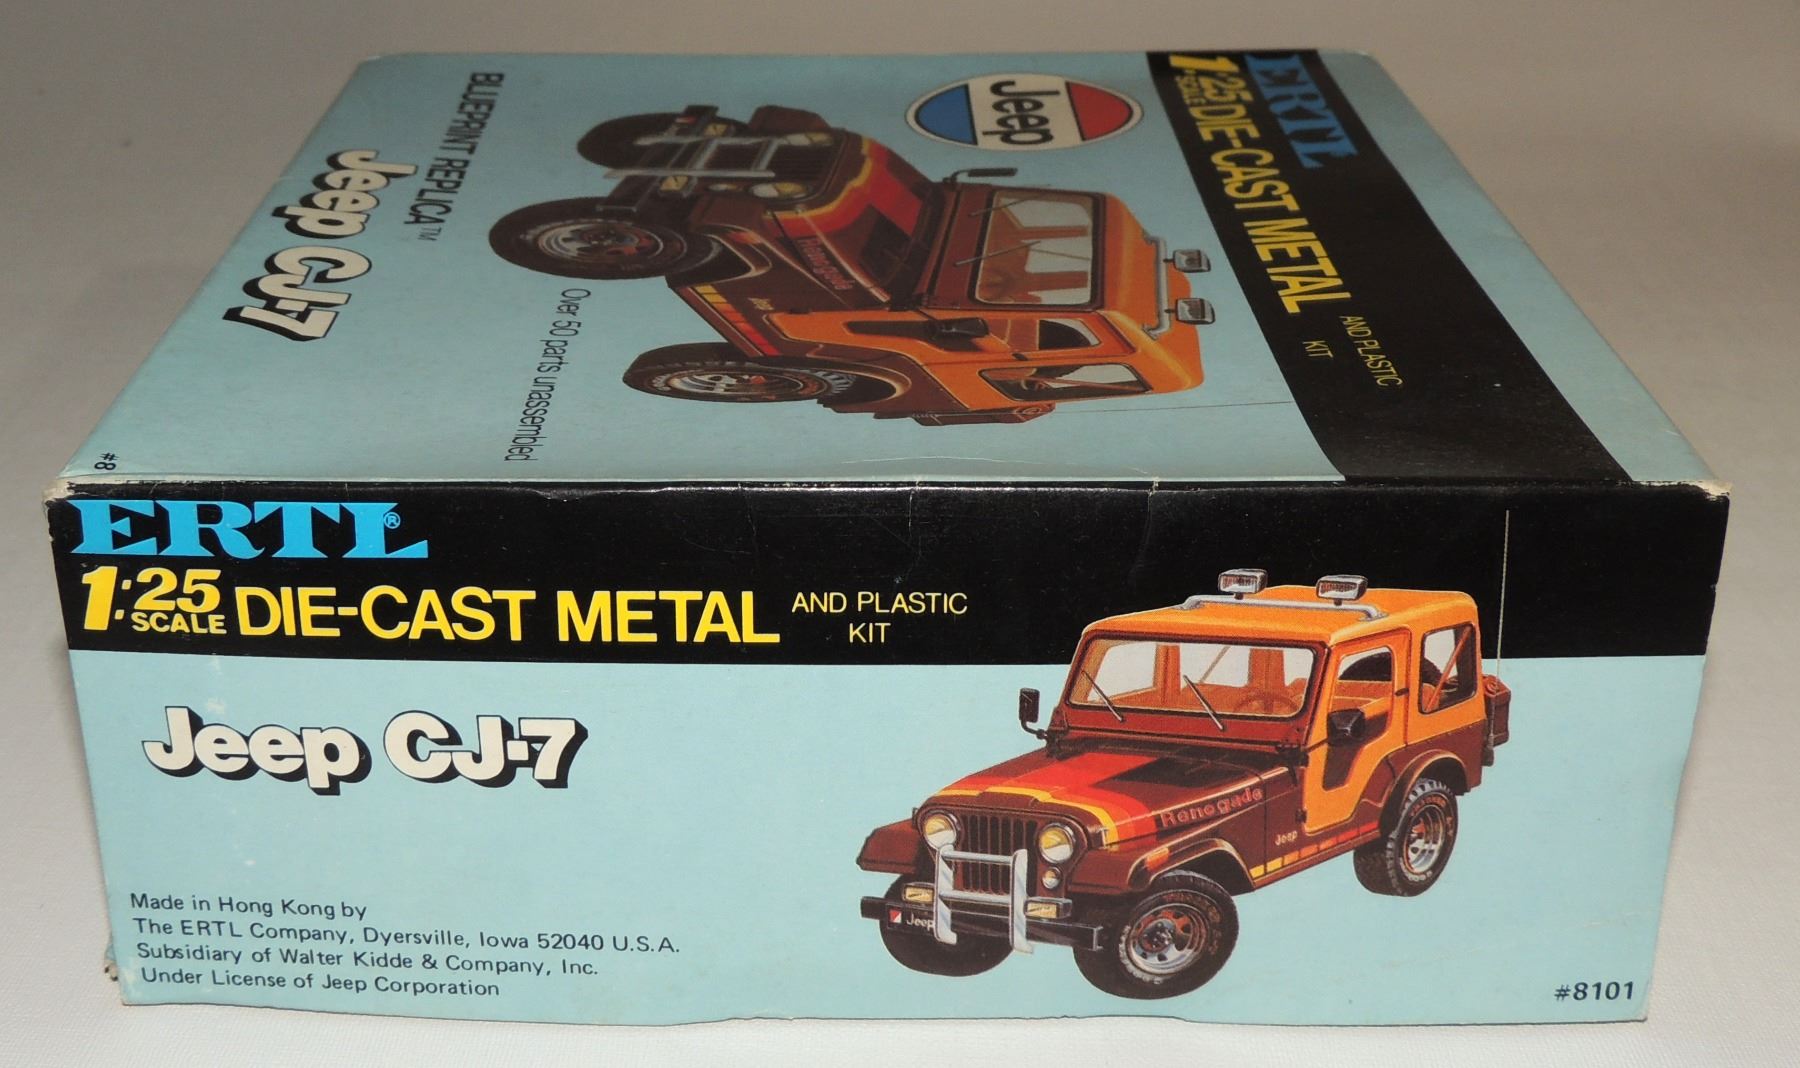 ERTL
1:25 SCALE DIE-CAST METAL AND PLASTIC KIT
Jeep
Renegade
Jeep
Over 50 parts unassembled
BLUEPRINT REPLICA™
Jeep CJ-7
#8
ERTL®
1:25 SCALE DIE-CAST METAL AND PLASTIC KIT
Jeep CJ-7
Renegade
Jeep
Jeep
Made in Hong Kong by
The ERTL Company, Dyersville, Iowa 52040 U.S.A.
Subsidiary of Walter Kidde & Company, Inc.
Under License of Jeep Corporation
#8101